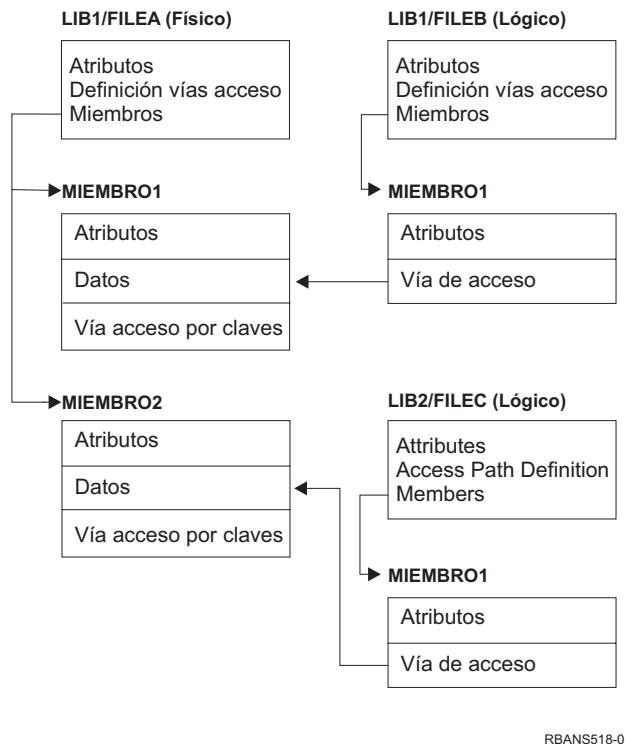 LIB1/FILEA (Físico)
Atributos
Definición vías acceso
Miembros
LIB1/FILEB (Lógico)
Atributos
Definición vías acceso
Miembros
MIEMBRO1
Atributos
Datos
Vía acceso por claves
MIEMBRO1
Atributos
Vía de acceso
MIEMBRO2
Atributos
Datos
Vía acceso por claves
LIB2/FILEC (Lógico)
Attributes
Access Path Definition
Members
MIEMBRO1
Atributos
Vía de acceso
RBANS518-0